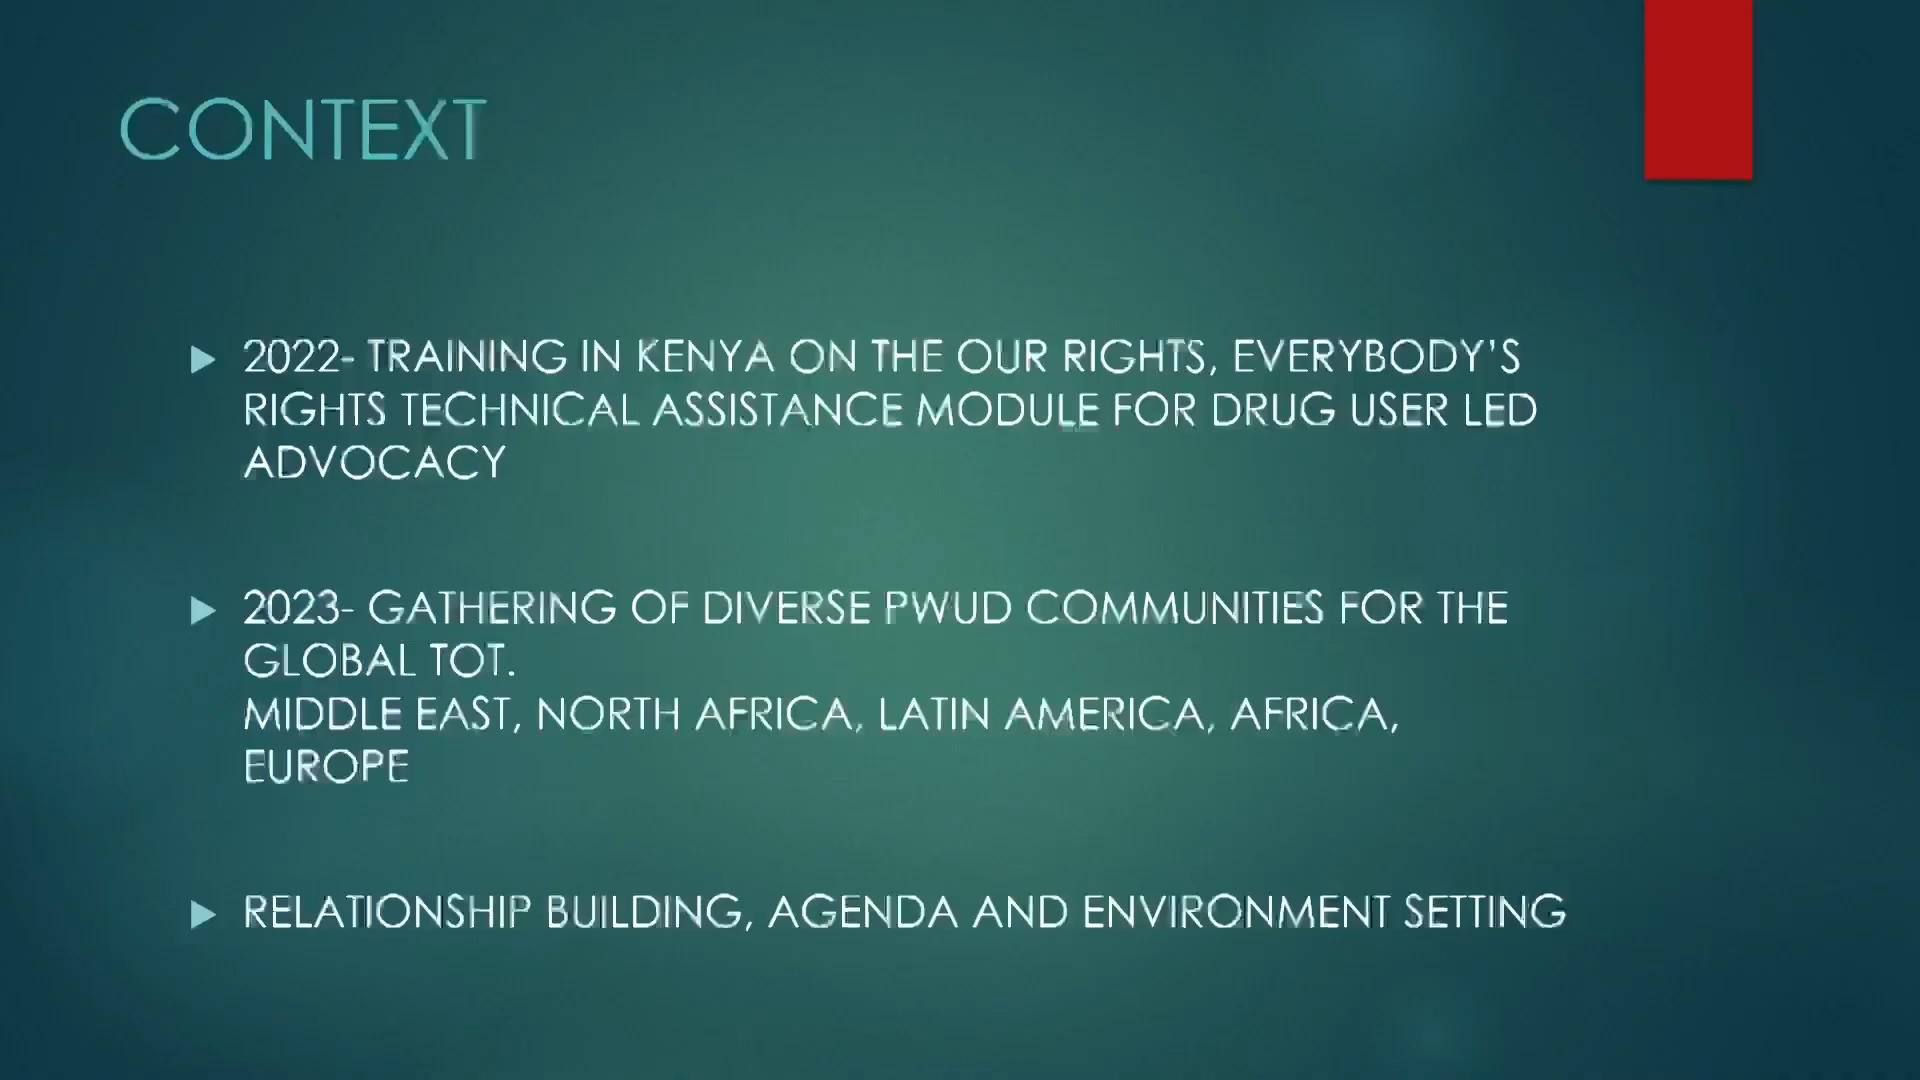 CONTEXT
2022- TRAINING IN KENYA ON THE OUR RIGHTS, EVERYBODY’S
RIGHTS TECHNICAL ASSISTANCE MODULE FOR DRUG USER LED
ADVOCACY
2023- GATHERING OF DIVERSE PWUD COMMUNITIES FOR THE
GLOBAL TOT.
MIDDLE EAST, NORTH AFRICA, LATIN AMERICA, AFRICA,
EUROPE
RELATIONSHIP BUILDING, AGENDA AND ENVIRONMENT SETTING